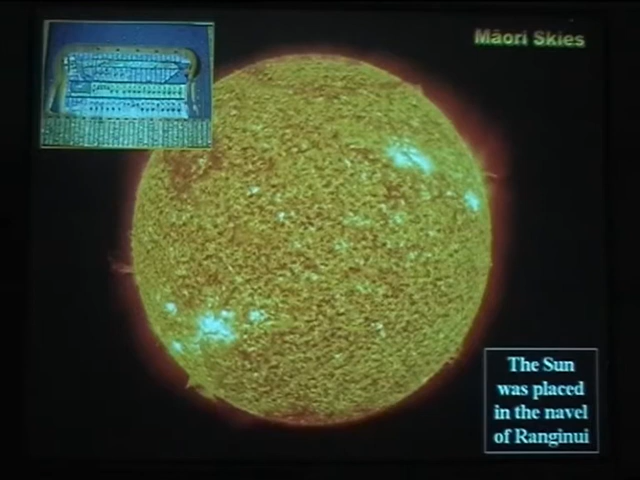 Māori Skies
The Sun
was placed
in the navel
of Ranginui